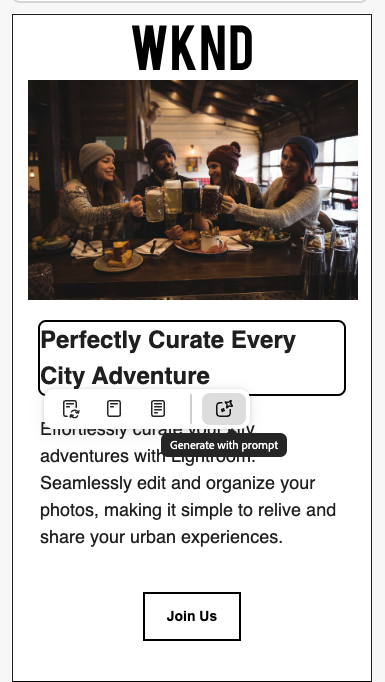 WKND
Perfectly Curate Every
City Adventure
Effortlessly curate your city
Generate with prompt
adventures with Lightroom.
Seamlessly edit and organize your
photos, making it simple to relive and
share your urban experiences.
Join Us